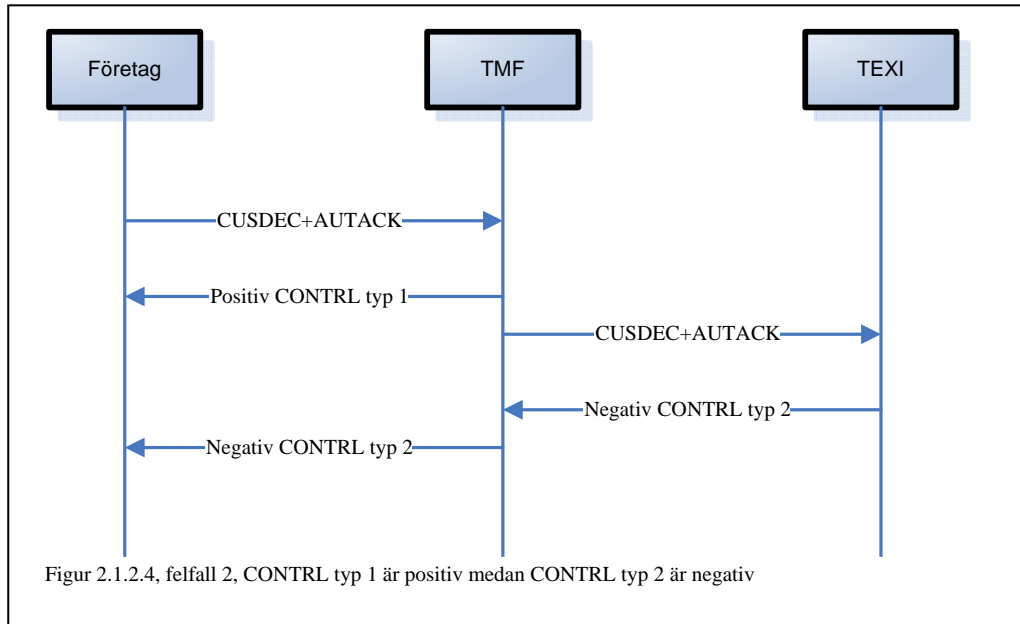 Företag
TMF
TEXI
CUSDEC+AUTACK
Positiv CONTRL typ 1
CUSDEC+AUTACK
Negativ CONTRL typ 2
Negativ CONTRL typ 2
Figur 2.1.2.4, felfall 2, CONTRL typ 1 är positiv medan CONTRL typ 2 är negativ